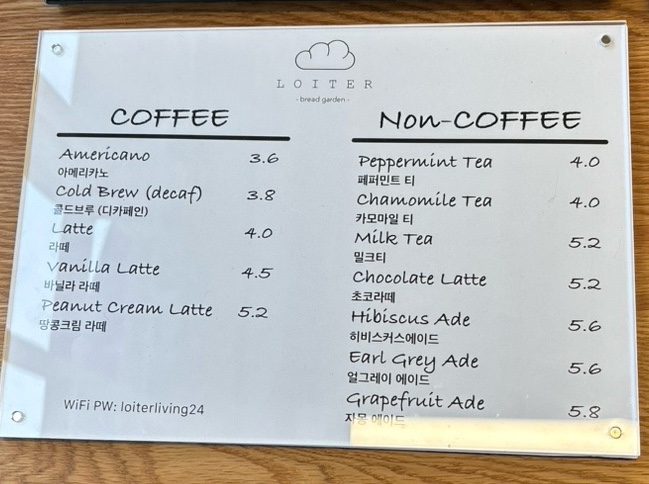 LOITER
- bread garden -
COFFEE
Americano 3.6
아메리카노
Cold Brew (decaf) 3.8
콜드브루 (디카페인)
Latte 4.0
라떼
Vanilla Latte 4.5
바닐라 라떼
Peanut Cream Latte 5.2
땅콩크림 라떼
WiFi PW: loiterliving24
Non-COFFEE
Peppermint Tea 4.0
페퍼민트 티
Chamomile Tea 4.0
카모마일 티
Milk Tea 5.2
밀크티
Chocolate Latte 5.2
초코라떼
Hibiscus Ade 5.6
히비스커스에이드
Earl Grey Ade 5.6
얼그레이 에이드
Grapefruit Ade 5.8
자몽 에이드